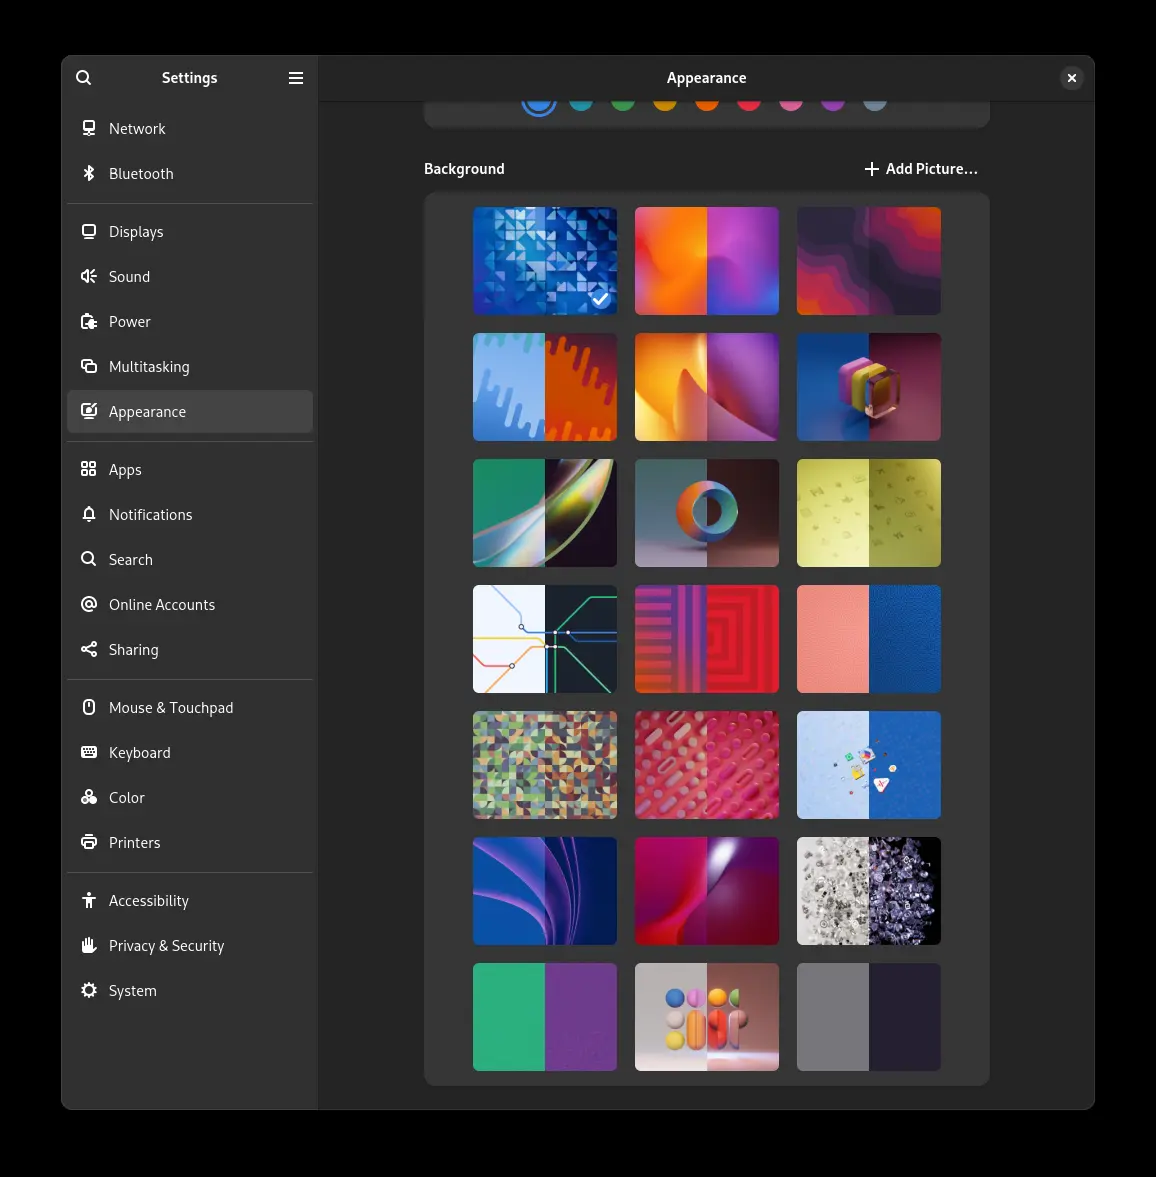 Settings
Appearance
Network
Bluetooth
Displays
Sound
Power
Multitasking
Appearance
Apps
Notifications
Search
Online Accounts
Sharing
Mouse & Touchpad
Keyboard
Color
Printers
Accessibility
Privacy & Security
System
Background
Add Picture…